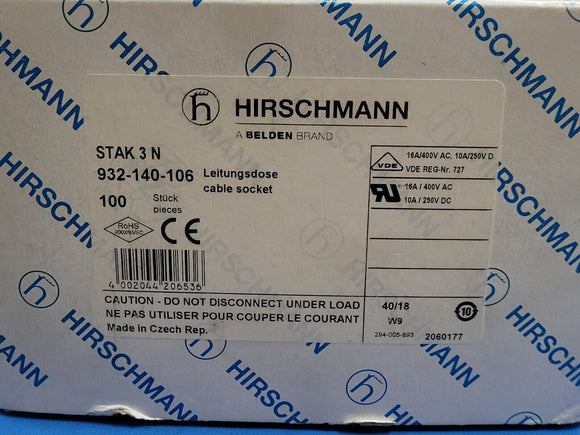 HIRSCHMANN
HIRSCHMANN
HIRSCHMANN
A BELDEN BRAND
STAK 3 N
932-140-106 Leitungsdose
cable socket
100 Stück
pieces
VDE 16A/400V AC, 10A/250V D
VDE REG-Nr. 727
16A / 400V AC
10A / 250V DC
RoHS
2002/95/EC
CE
4 002044 206536
CAUTION - DO NOT DISCONNECT UNDER LOAD
NE PAS UTILISER POUR COUPER LE COURANT
Made in Czech Rep.
40/18
W9
10
294-005-893 2060177
HIRSCHMANN
HIRSCHMANN